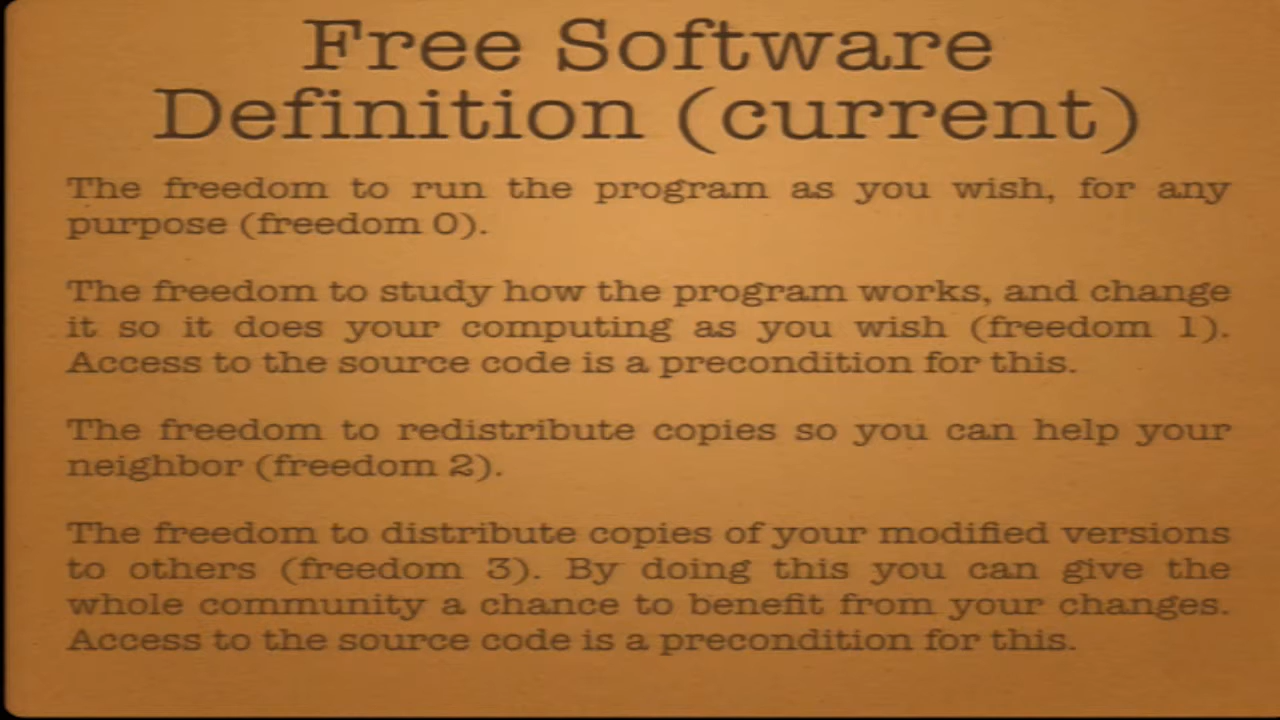 Free Software
Definition (current)
The freedom to run the program as you wish, for any
purpose (freedom 0).
The freedom to study how the program works, and change
it so it does your computing as you wish (freedom 1).
Access to the source code is a precondition for this.
The freedom to redistribute copies so you can help your
neighbor (freedom 2).
The freedom to distribute copies of your modified versions
to others (freedom 3). By doing this you can give the
whole community a chance to benefit from your changes.
Access to the source code is a precondition for this.